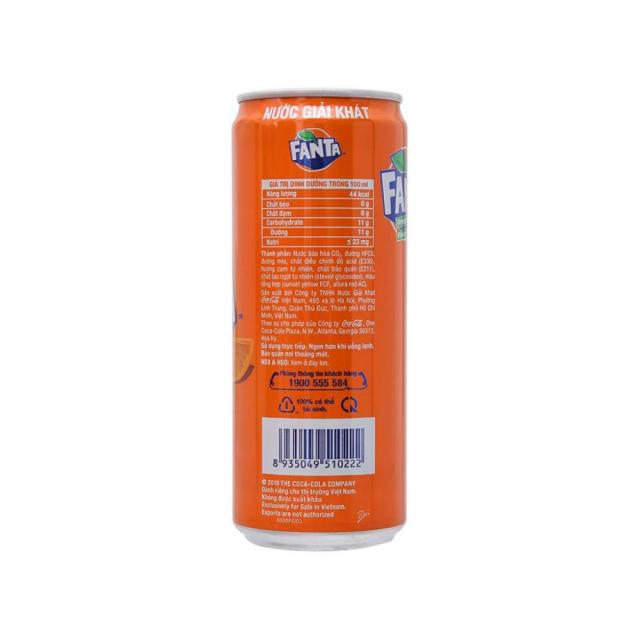 NƯỚC GIẢI KHÁT
FANTA
GIÁ TRỊ DINH DƯỠNG TRONG 100 ml
Năng lượng 44 kcal
Chất béo 0 g
Chất đạm 0 g
Carbohydrate 11 g
Đường 11 g
Natri ≤ 23 mg
Thành phần: Nước bão hòa CO₂, đường HFCS,
đường mía, chất điều chỉnh độ acid (E330),
hương cam tự nhiên, chất bảo quản (E211),
chất tạo ngọt tự nhiên (steviol glycosides), màu
tổng hợp (sunset yellow FCF, allura red AC).
Sản xuất bởi Công ty TNHH Nước Giải Khát
Coca-Cola Việt Nam, 485 xa lộ Hà Nội, Phường
Linh Trung, Quận Thủ Đức, Thành phố Hồ Chí
Minh, Việt Nam.
Theo sự cho phép của Công ty Coca-Cola, One
Coca-Cola Plaza, N.W., Atlanta, Georgia 30313,
Hoa Kỳ.
Sử dụng trực tiếp. Ngon hơn khi uống lạnh.
Bảo quản nơi thoáng mát.
NSX & HSD: Xem ở đáy lon.
Phòng thông tin khách hàng
1900 555 584
100% có thể
tái sinh.
8 935049 510222
© 2018 THE COCA-COLA COMPANY
Dành riêng cho thị trường Việt Nam.
Không được xuất khẩu
Exclusively for Sale in Vietnam.
Exports are not authorized